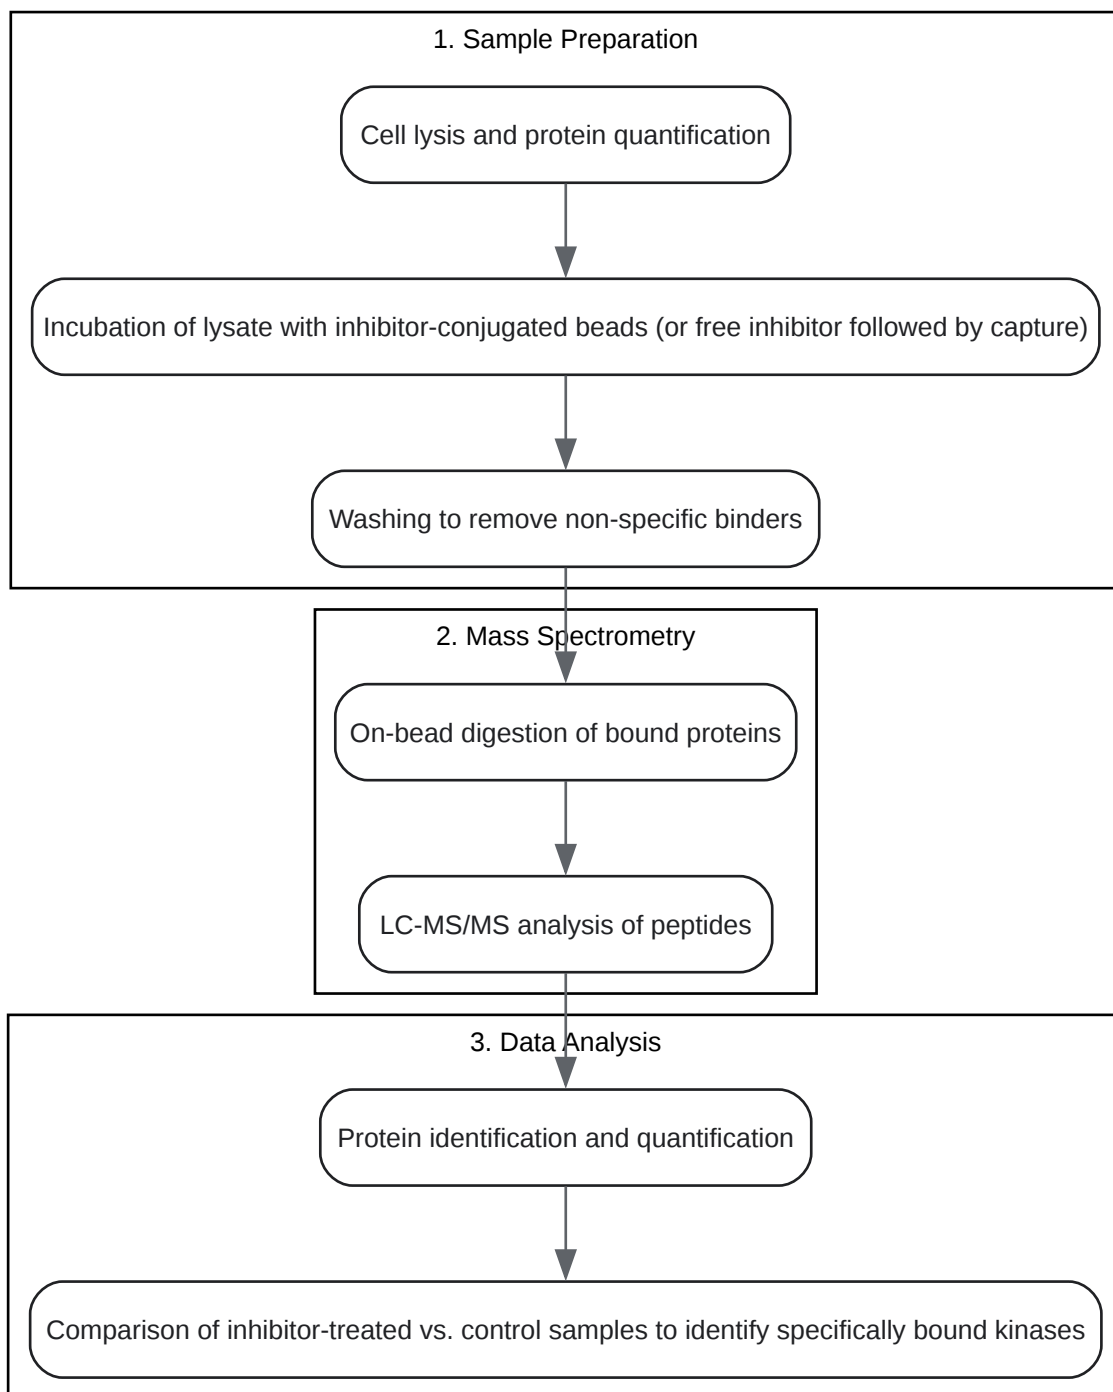 1. Sample Preparation
Cell lysis and protein quantification
Incubation of lysate with inhibitor-conjugated beads (or free inhibitor followed by capture)
Washing to remove non-specific binders
2. Mass Spectrometry
On-bead digestion of bound proteins
LC-MS/MS analysis of peptides
3. Data Analysis
Protein identification and quantification
Comparison of inhibitor-treated vs. control samples to identify specifically bound kinases